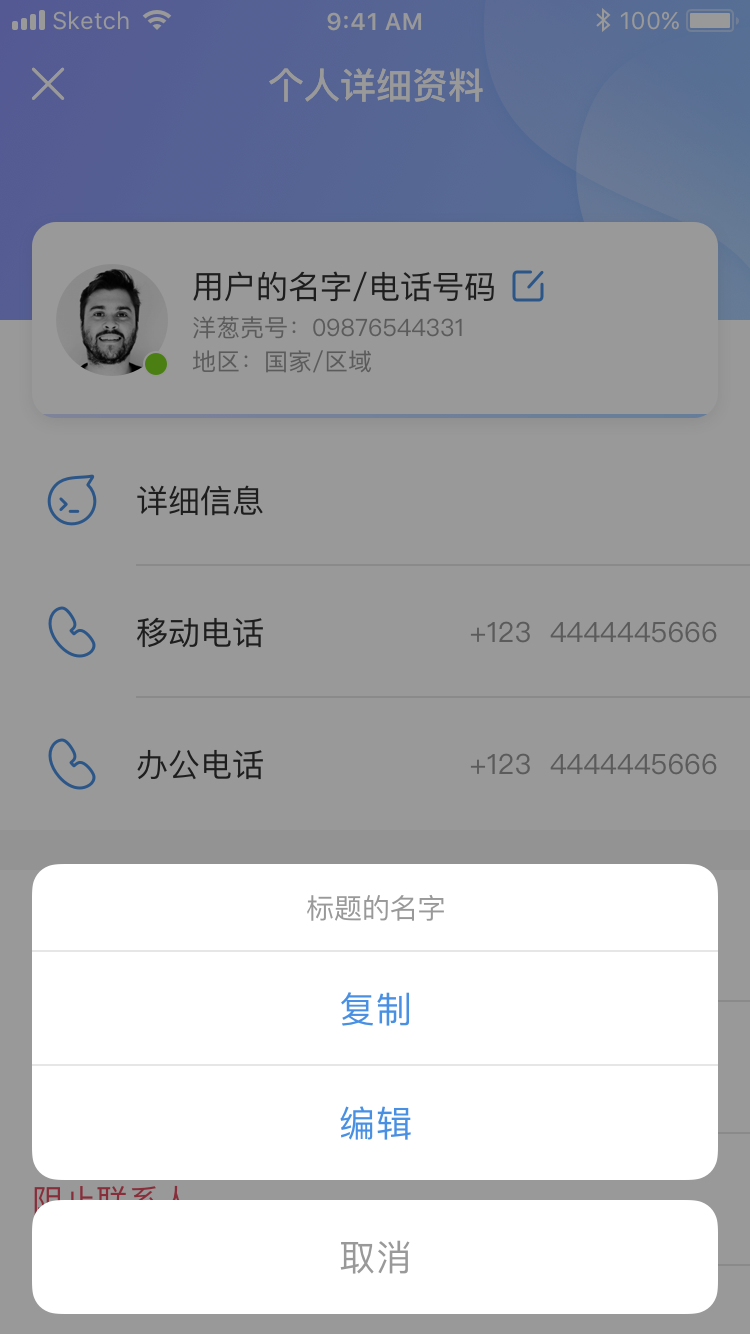 Sketch 9:41 AM 100%
个人详细资料
用户的名字/电话号码
洋葱壳号：09876544331
地区：国家/区域
详细信息
移动电话 +123 4444445666
办公电话 +123 4444445666
标题的名字
复制
编辑
阻止联系人
取消